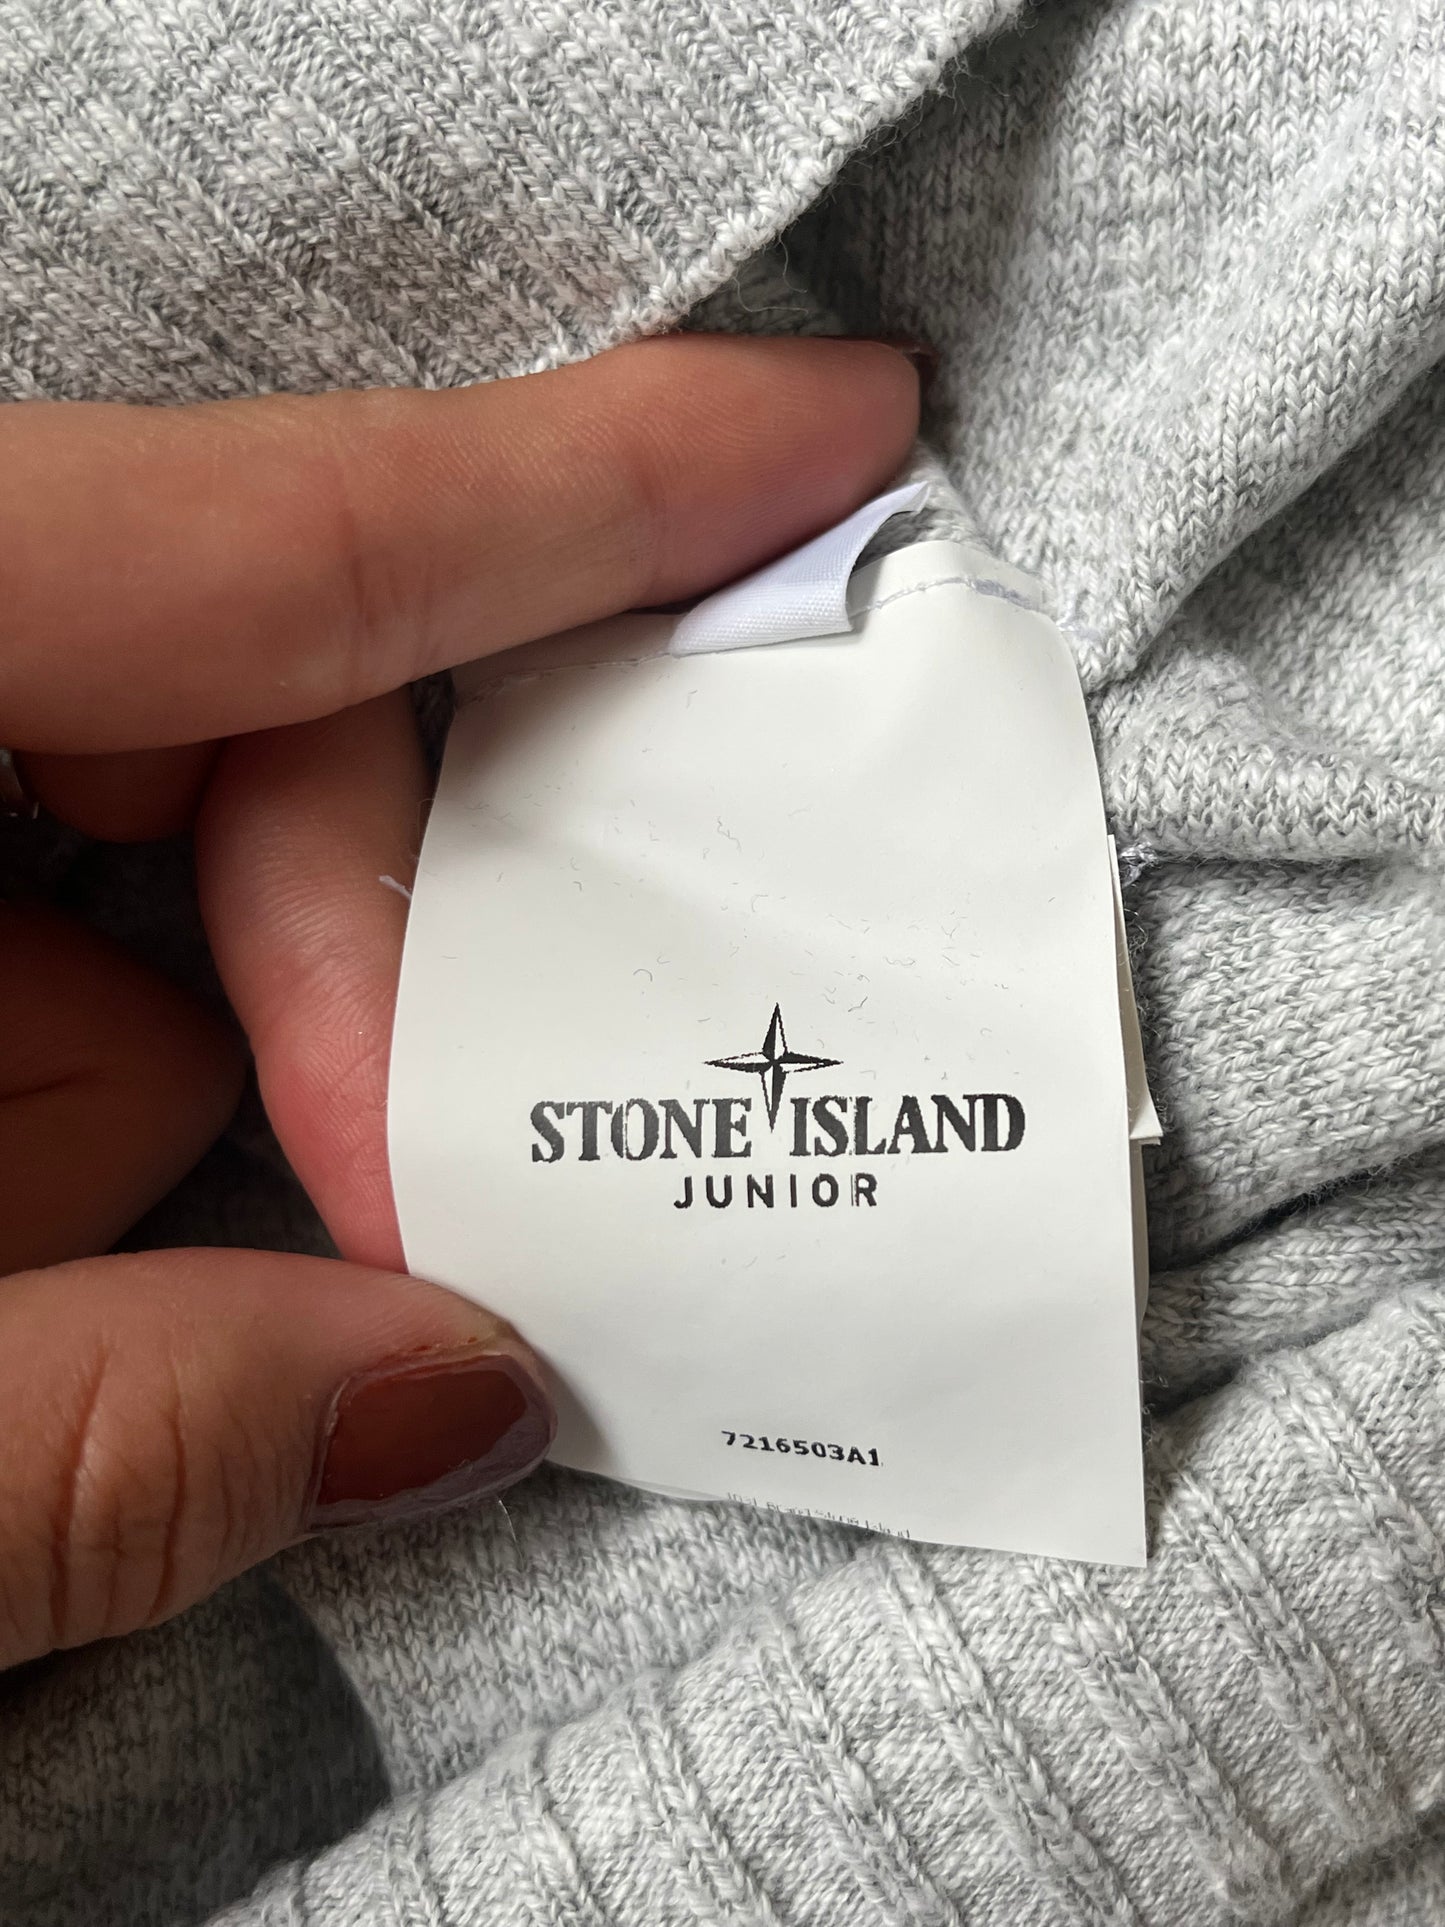 STONE ISLAND
JUNIOR
7216503A1